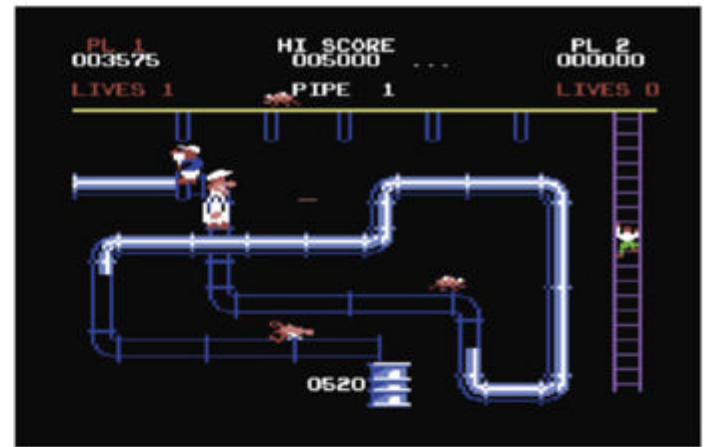 PL 1 HI SCORE PL 2
003575 005000 ... 000000
LIVES 1 PIPE 1 LIVES 0
0520